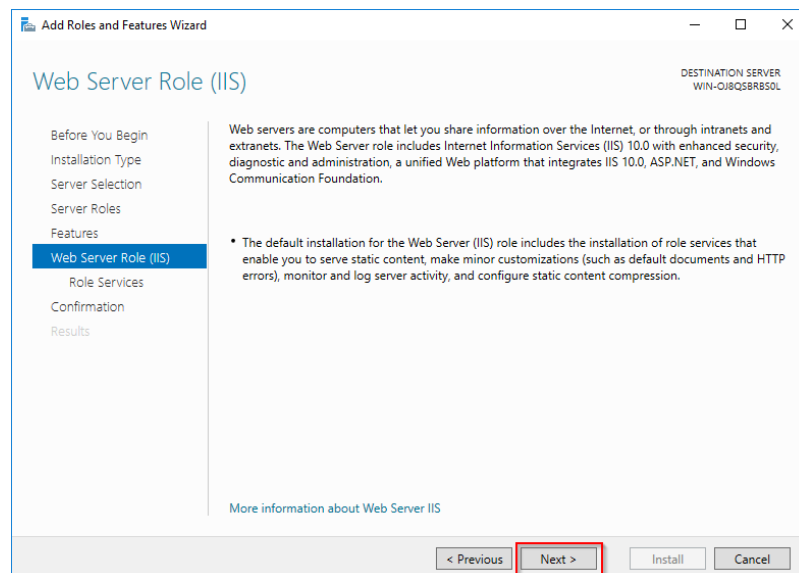 Add Roles and Features Wizard
Web Server Role (IIS)
DESTINATION SERVER
WIN-OJ8QSBRBS0L
Before You Begin
Installation Type
Server Selection
Server Roles
Features
Web Server Role (IIS)
Role Services
Confirmation
Results
Web servers are computers that let you share information over the Internet, or through intranets and
extranets. The Web Server role includes Internet Information Services (IIS) 10.0 with enhanced security,
diagnostic and administration, a unified Web platform that integrates IIS 10.0, ASP.NET, and Windows
Communication Foundation.
• The default installation for the Web Server (IIS) role includes the installation of role services that
enable you to serve static content, make minor customizations (such as default documents and HTTP
errors), monitor and log server activity, and configure static content compression.
More information about Web Server IIS
< Previous
Next >
Install
Cancel